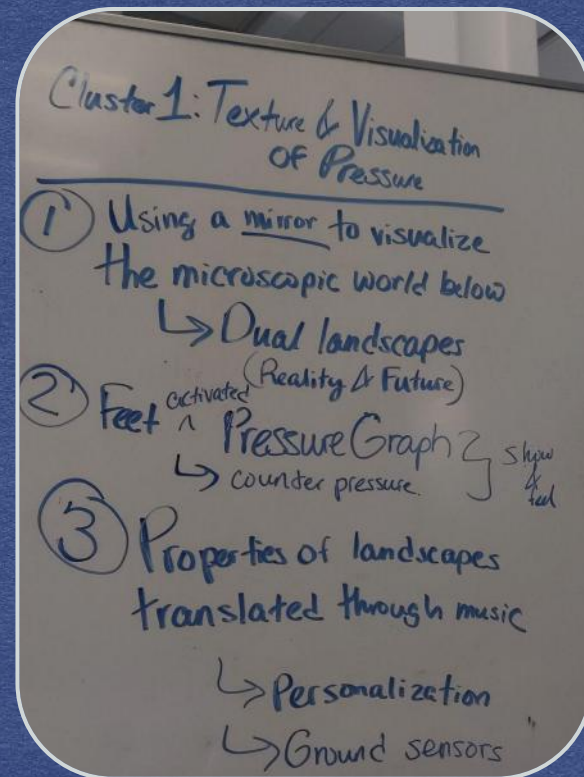 Cluster 1: Texture & Visualization
OF Pressure
1 Using a mirror to visualize
the microscopic world below
↳ Dual landscapes
(Reality & Future)
2 Feet ^ activated Pressure Graph } show & feel
↳ counter pressure.
3 Properties of landscapes
translated through music
↳ Personalization
↳ Ground sensors